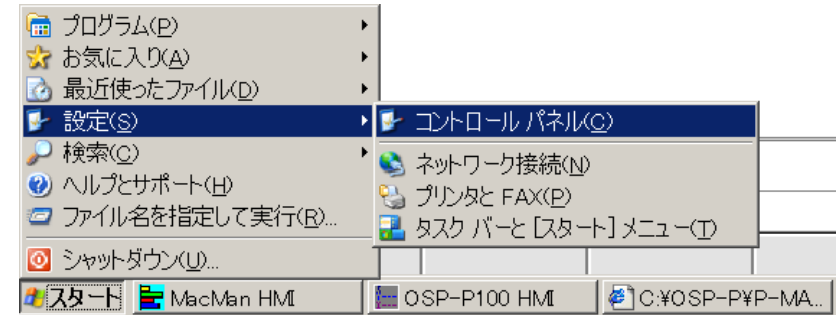 プログラム(P)
お気に入り(A)
最近使ったファイル(D)
設定(S)
検索(C)
ヘルプとサポート(H)
ファイル名を指定して実行(R)...
シャットダウン(U)...
コントロール パネル(C)
ネットワーク接続(N)
プリンタと FAX(P)
タスク バーと [スタート] メニュー(T)
スタート
MacMan HMI
OSP-P100 HMI
C:¥OSP-P¥P-MA...